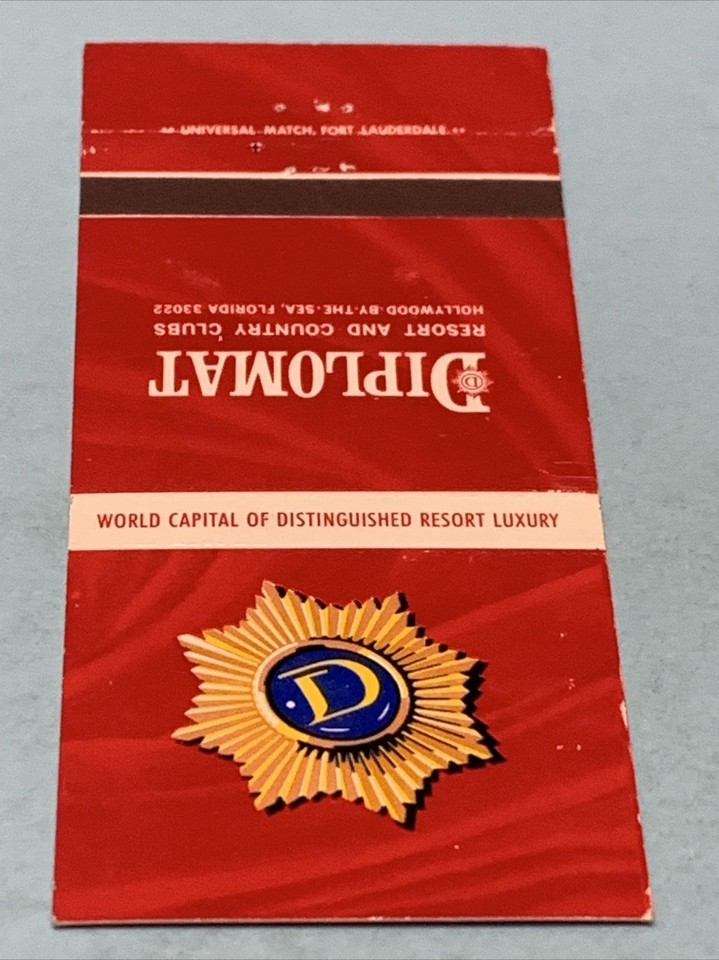 ** UNIVERSAL MATCH, FORT LAUDERDALE **
DIPLOMAT
RESORT AND COUNTRY CLUBS
HOLLYWOOD-BY-THE-SEA, FLORIDA 33022
WORLD CAPITAL OF DISTINGUISHED RESORT LUXURY
D